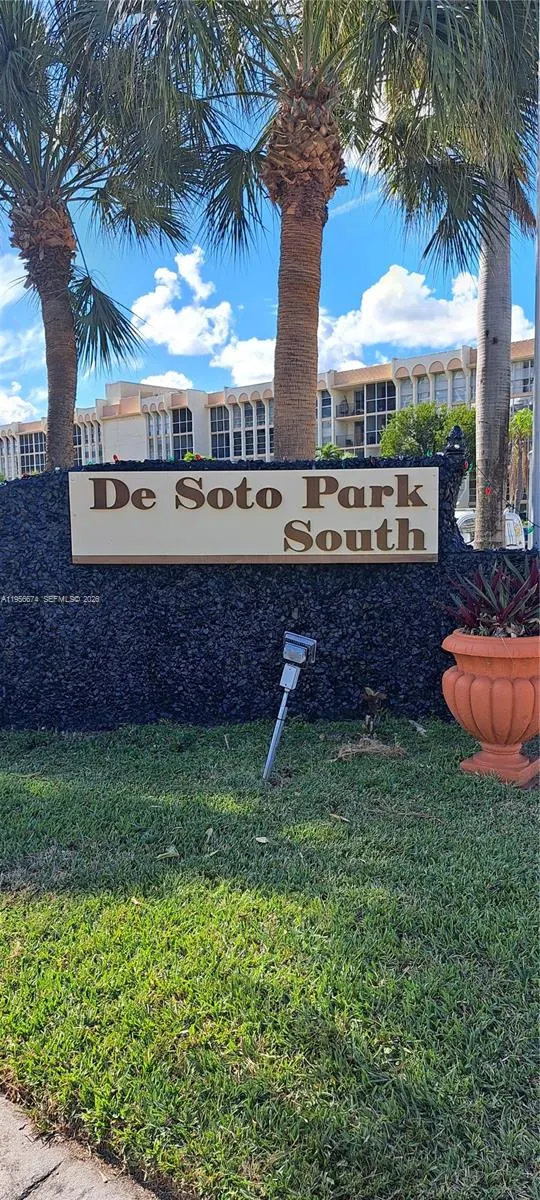 De Soto Park
South
A11956674 SEFMLS© 2026